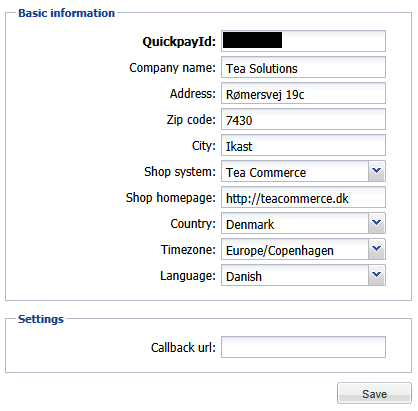 Basic information
QuickpayId:
Company name: Tea Solutions
Address: Rømersvej 19c
Zip code: 7430
City: Ikast
Shop system: Tea Commerce
Shop homepage: http://teacommerce.dk
Country: Denmark
Timezone: Europe/Copenhagen
Language: Danish
Settings
Callback url:
Save